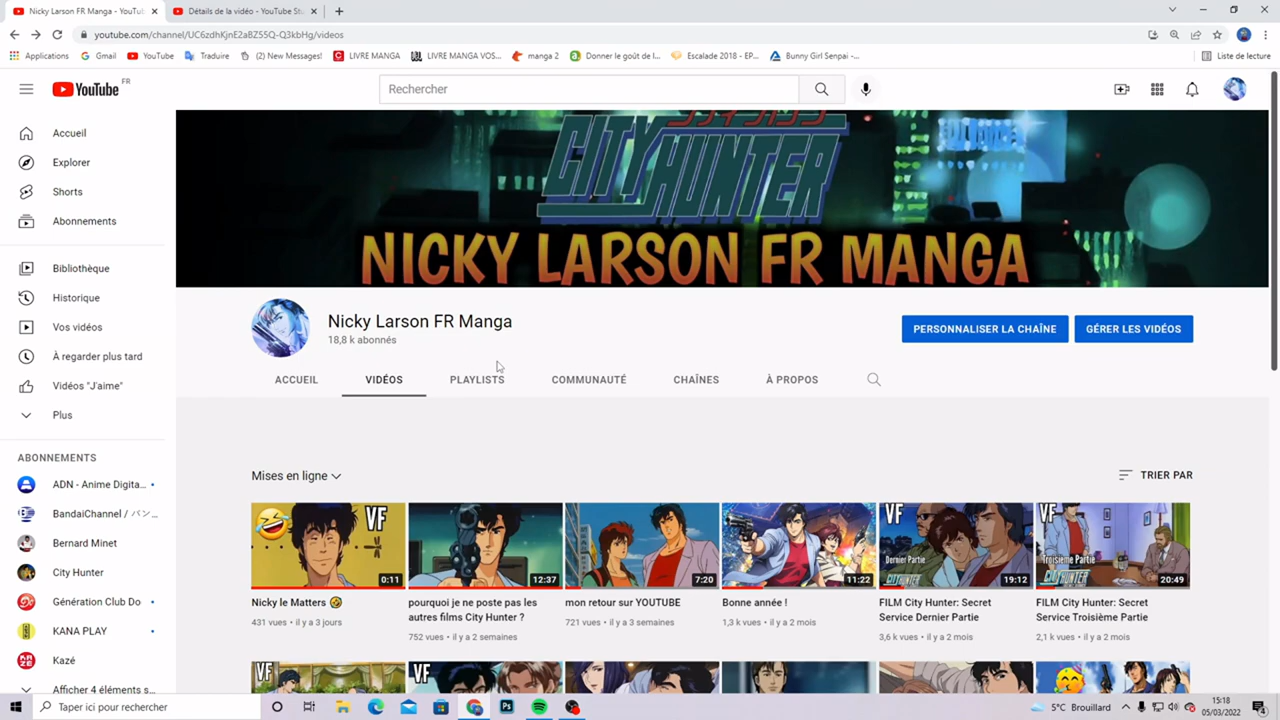 Nicky Larson FR Manga - YouTu
Détails de la vidéo - YouTube Stu
youtube.com/channel/UC6zdhKjnE2aBZ55Q-Q3kbHg/videos
Applications
Gmail
YouTube
Traduire
(2) New Messages!
LIVRE MANGA
LIVRE MANGA VOS...
manga 2
Donner le goût de l...
Escalade 2018 - EP...
Bunny Girl Senpai -...
Liste de lecture
YouTube FR
Rechercher
Accueil
Explorer
Shorts
Abonnements
Bibliothèque
Historique
Vos vidéos
À regarder plus tard
Vidéos "J'aime"
Plus
ABONNEMENTS
ADN - Anime Digita...
BandaiChannel / バン...
Bernard Minet
City Hunter
Génération Club Do
KANA PLAY
Kazé
Afficher 4 éléments s...
CITY HUNTER
NICKY LARSON FR MANGA
Nicky Larson FR Manga
18,8 k abonnés
PERSONNALISER LA CHAÎNE
GÉRER LES VIDÉOS
ACCUEIL
VIDÉOS
PLAYLISTS
COMMUNAUTÉ
CHAÎNES
À PROPOS
Mises en ligne
TRIER PAR
VF
0:11
Nicky le Matters 🤣
431 vues • il y a 3 jours
12:37
pourquoi je ne poste pas les
autres films City Hunter ?
752 vues • il y a 2 semaines
7:20
mon retour sur YOUTUBE
721 vues • il y a 3 semaines
11:22
Bonne année !
1,3 k vues • il y a 2 mois
VF
Dernier Partie
CITY HUNTER
19:12
FILM City Hunter: Secret
Service Dernier Partie
3,6 k vues • il y a 2 mois
VF
Troisième Partie
CITY HUNTER
20:49
FILM City Hunter: Secret
Service Troisième Partie
2,1 k vues • il y a 2 mois
VF
VF
Taper ici pour rechercher
Ps
5°C Brouillard
15:18
05/03/2022
4